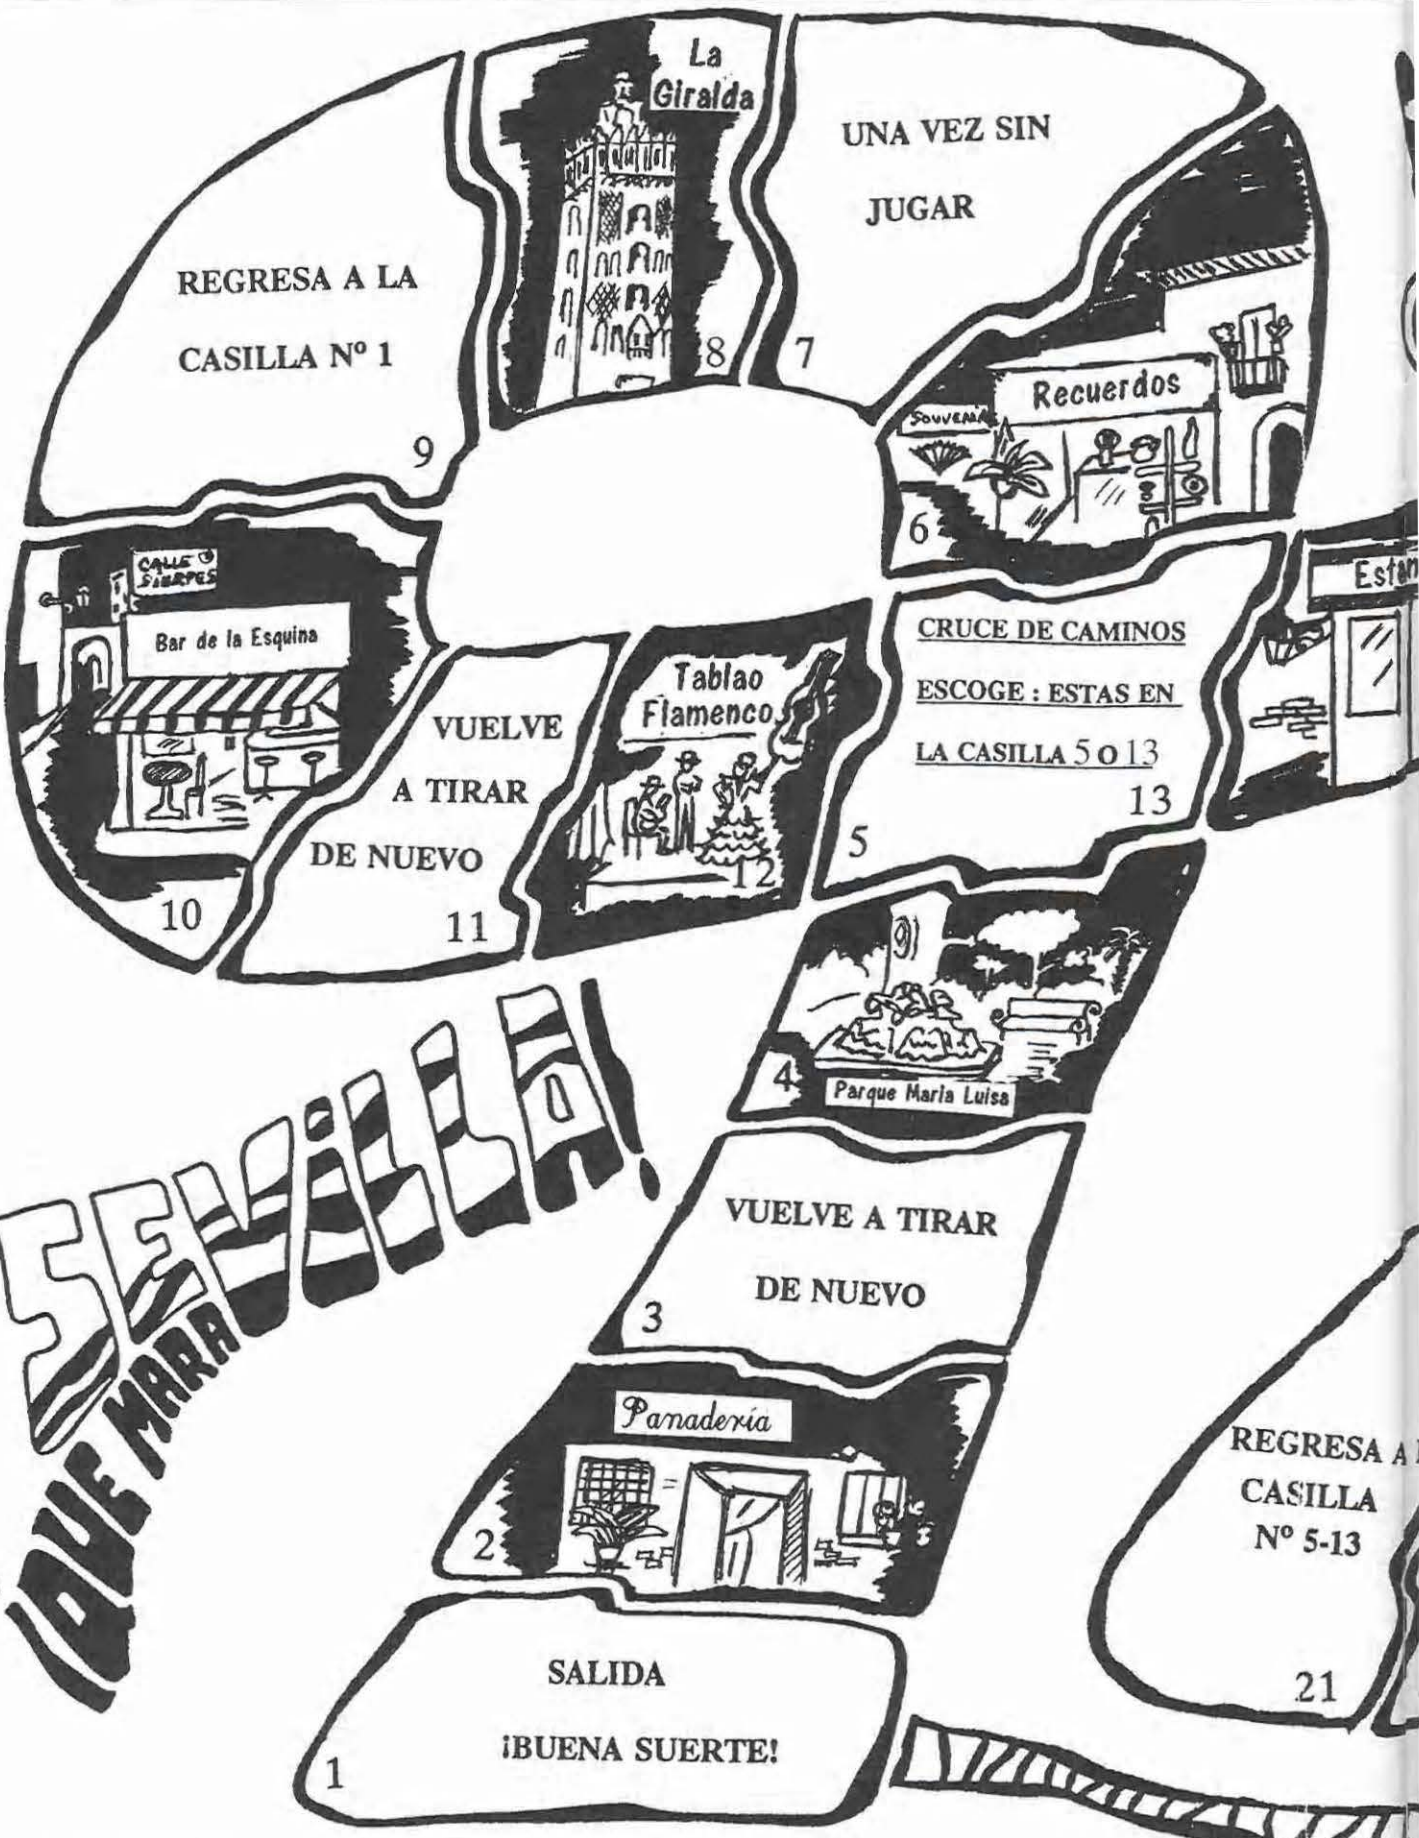 La
Giralda
8
UNA VEZ SIN
JUGAR
7
REGRESA A LA
CASILLA Nº 1
9
Recuerdos
SOUVENIR
6
CALLE
SIERPES
Bar de la Esquina
10
VUELVE
A TIRAR
DE NUEVO
11
Tablao
Flamenco
12
CRUCE DE CAMINOS
ESCOGE : ESTAS EN
LA CASILLA 5 O 13
13
5
Estan
4
Parque Maria Luisa
SEVILLA!
¡QUE MARA
VUELVE A TIRAR
DE NUEVO
3
Panadería
2
REGRESA A
CASILLA
Nº 5-13
21
SALIDA
¡BUENA SUERTE!
1